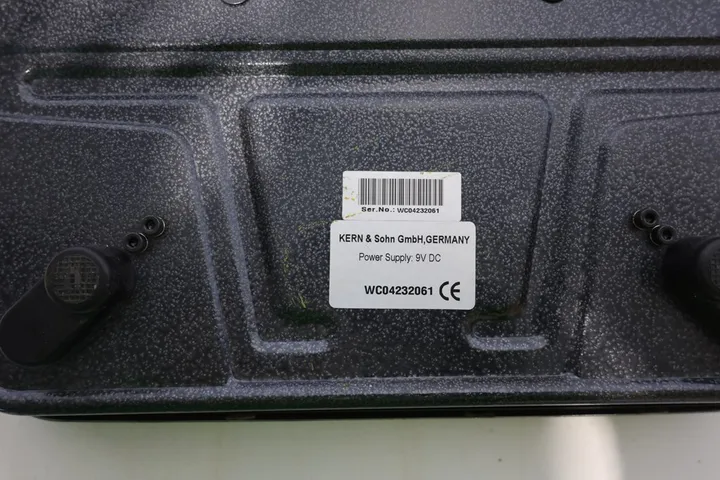 Ser.No.: WC04232061
KERN & Sohn GmbH,GERMANY
Power Supply: 9V DC
WC04232061 CE